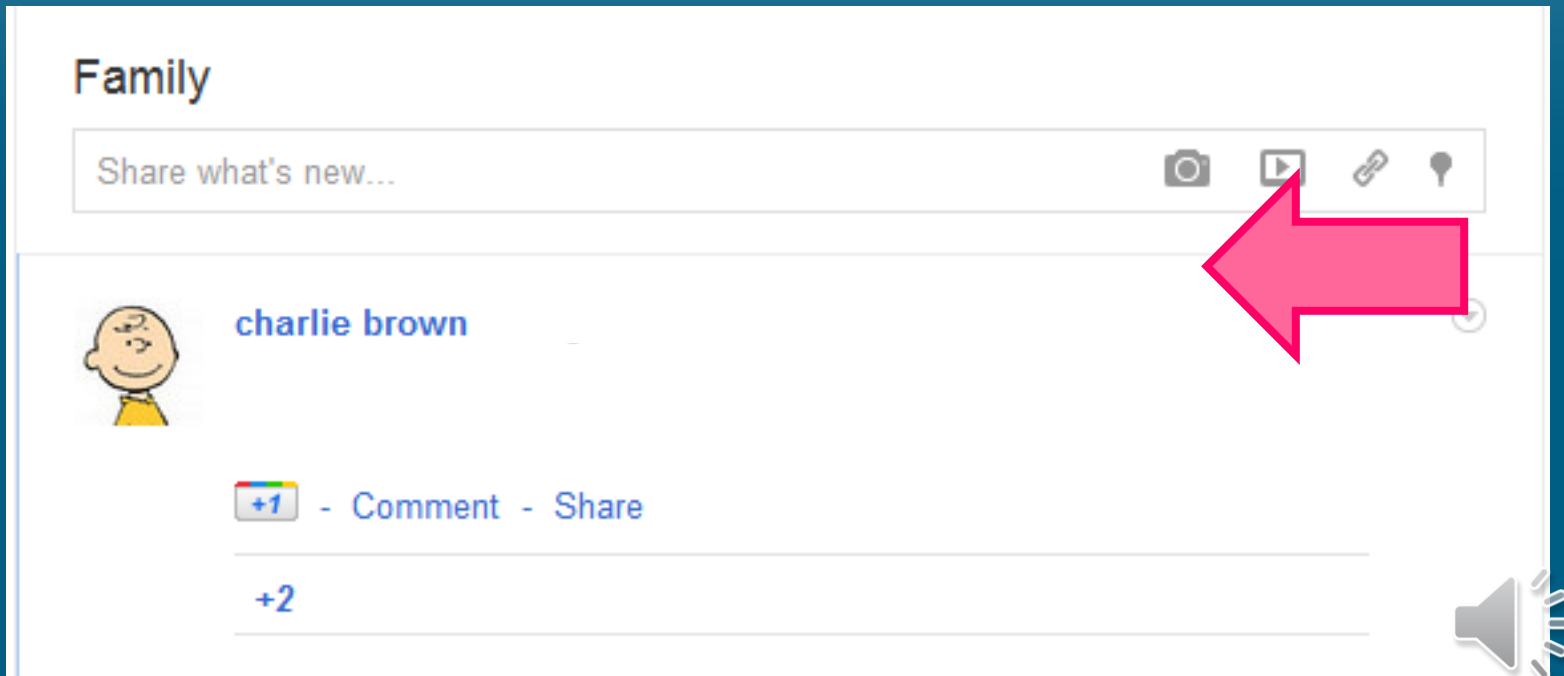 Family
Share what's new...
charlie brown
+1 - Comment - Share
+2